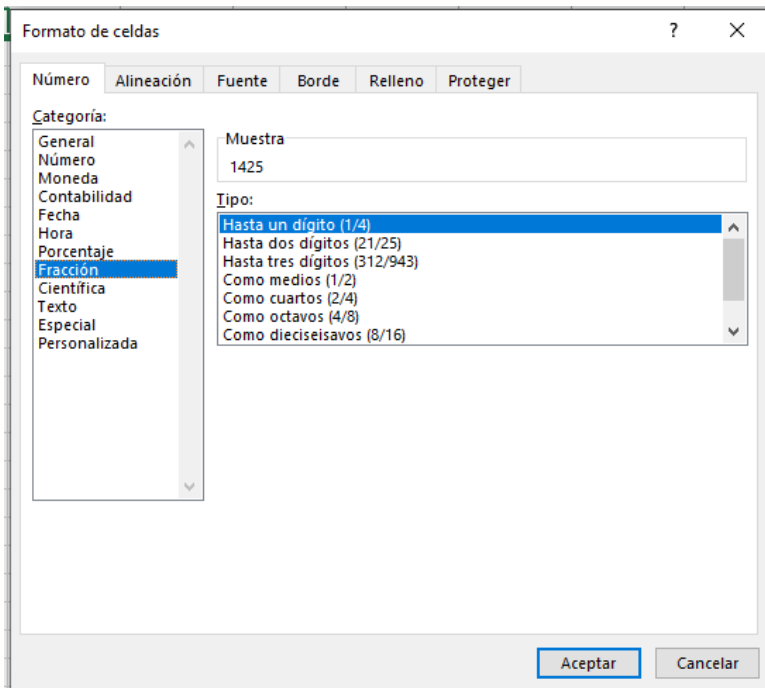 Formato de celdas
?
Número Alineación Fuente Borde Relleno Proteger
Categoría:
General
Número
Moneda
Contabilidad
Fecha
Hora
Porcentaje
Fracción
Científica
Texto
Especial
Personalizada
Muestra
1425
Tipo:
Hasta un dígito (1/4)
Hasta dos dígitos (21/25)
Hasta tres dígitos (312/943)
Como medios (1/2)
Como cuartos (2/4)
Como octavos (4/8)
Como dieciseisavos (8/16)
Aceptar Cancelar